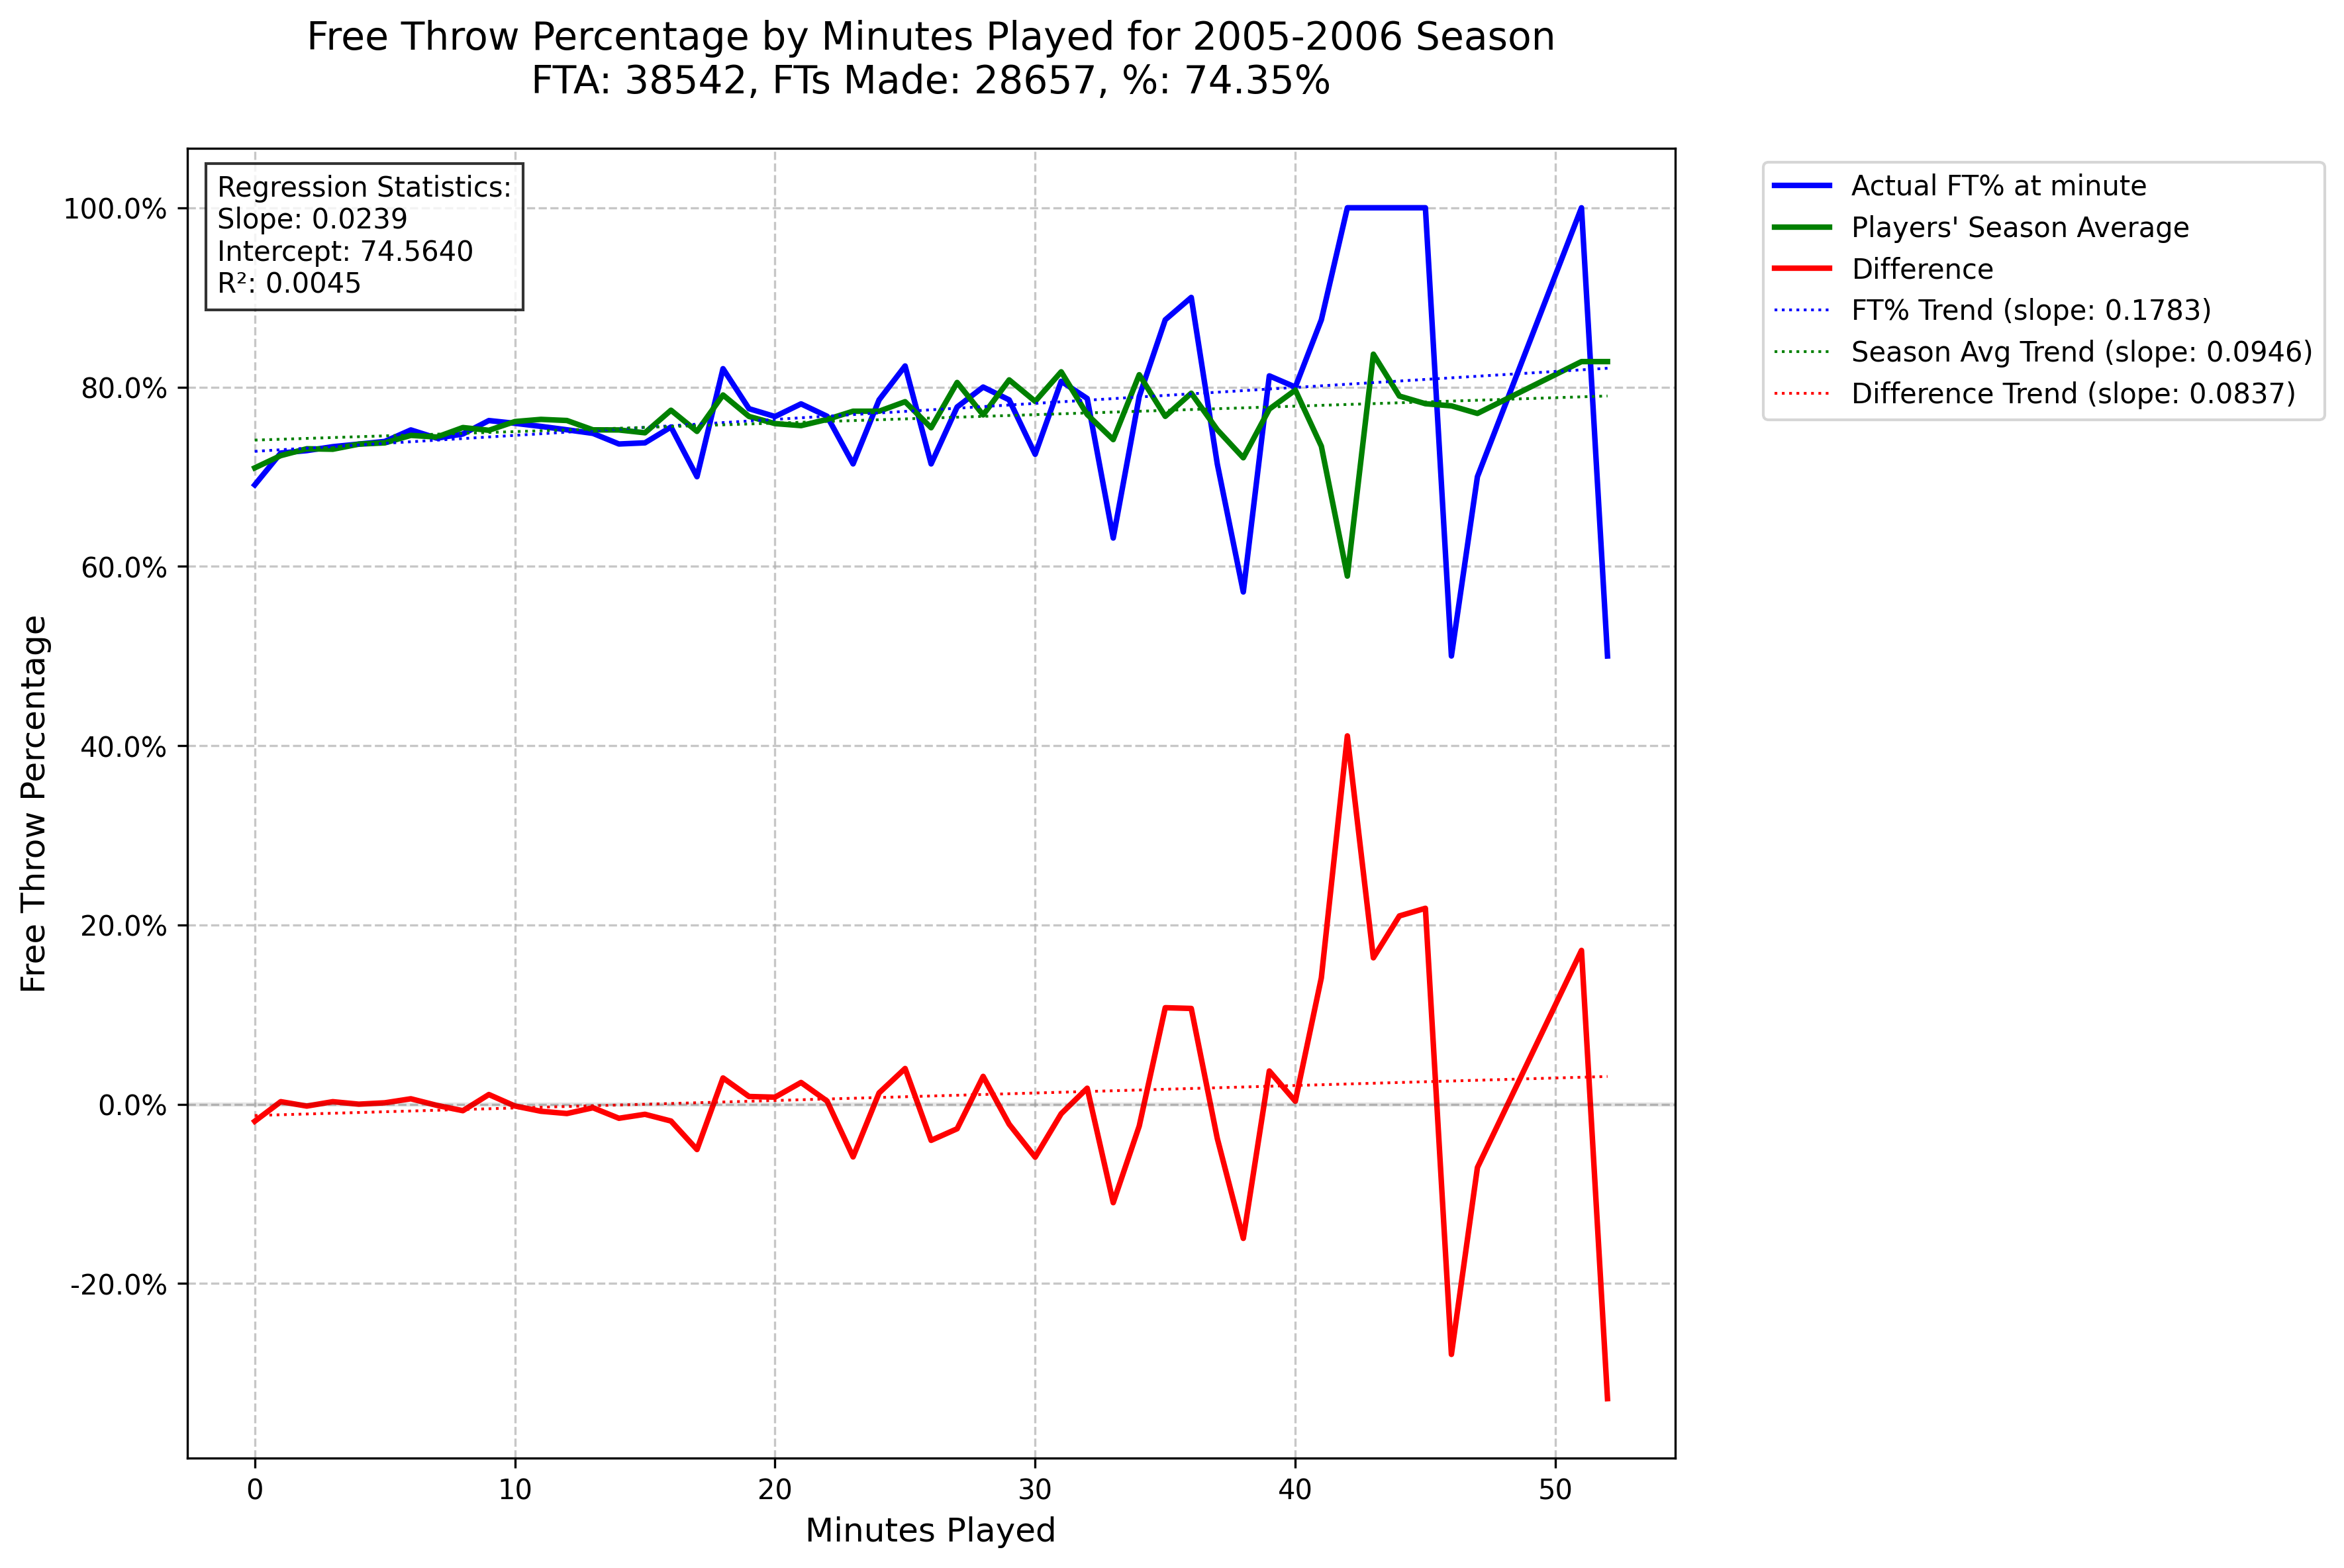 Free Throw Percentage by Minutes Played for 2005-2006 Season
FTA: 38542, FTs Made: 28657, %: 74.35%
Regression Statistics:
Slope: 0.0239
Intercept: 74.5640
R²: 0.0045
Actual FT% at minute
Players' Season Average
Difference
FT% Trend (slope: 0.1783)
Season Avg Trend (slope: 0.0946)
Difference Trend (slope: 0.0837)
Free Throw Percentage
100.0%
80.0%
60.0%
40.0%
20.0%
0.0%
-20.0%
0
10
20
30
40
50
Minutes Played